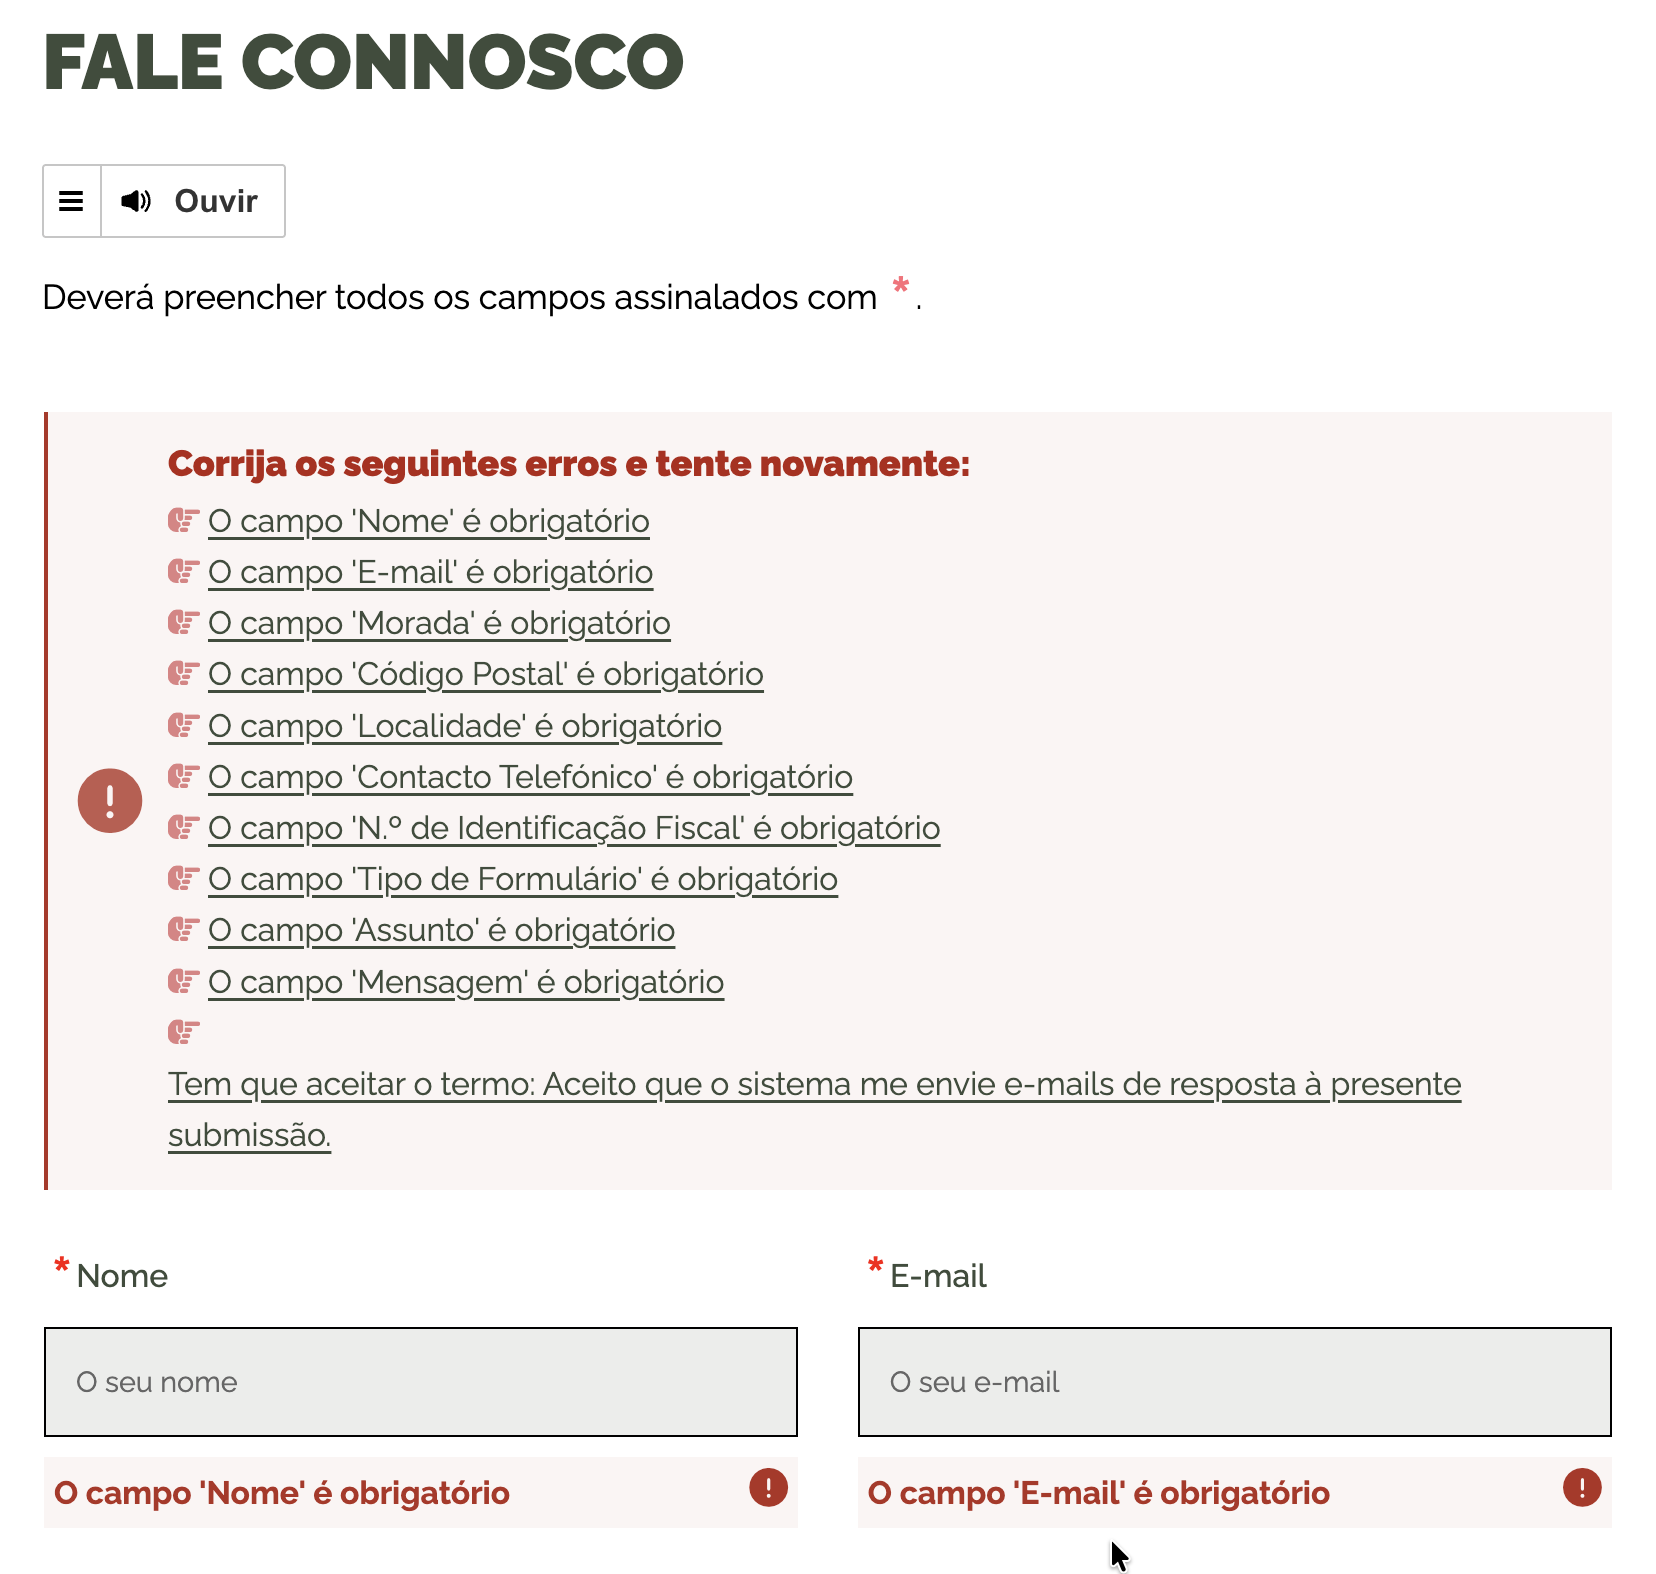 FALE CONNOSCO
Ouvir
Deverá preencher todos os campos assinalados com * .
Corrija os seguintes erros e tente novamente:
O campo 'Nome' é obrigatório
O campo 'E-mail' é obrigatório
O campo 'Morada' é obrigatório
O campo 'Código Postal' é obrigatório
O campo 'Localidade' é obrigatório
O campo 'Contacto Telefónico' é obrigatório
O campo 'N.º de Identificação Fiscal' é obrigatório
O campo 'Tipo de Formulário' é obrigatório
O campo 'Assunto' é obrigatório
O campo 'Mensagem' é obrigatório
Tem que aceitar o termo: Aceito que o sistema me envie e-mails de resposta à presente
submissão.
* Nome
* E-mail
O seu nome
O seu e-mail
O campo 'Nome' é obrigatório
O campo 'E-mail' é obrigatório